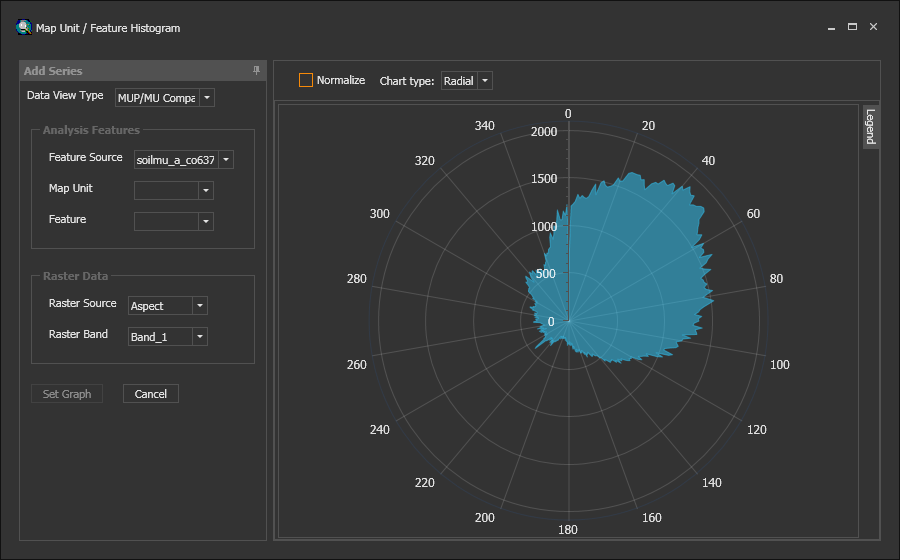 Map Unit / Feature Histogram
Add Series
Data View Type
MUP/MU Compa
Analysis Features
Feature Source
soilmu_a_co637
Map Unit
Feature
Raster Data
Raster Source
Aspect
Raster Band
Band_1
Set Graph
Cancel
Normalize
Chart type:
Radial
Legend
0
20
40
60
80
100
120
140
160
180
200
220
240
260
280
300
320
340
2000
1500
1000
500
0